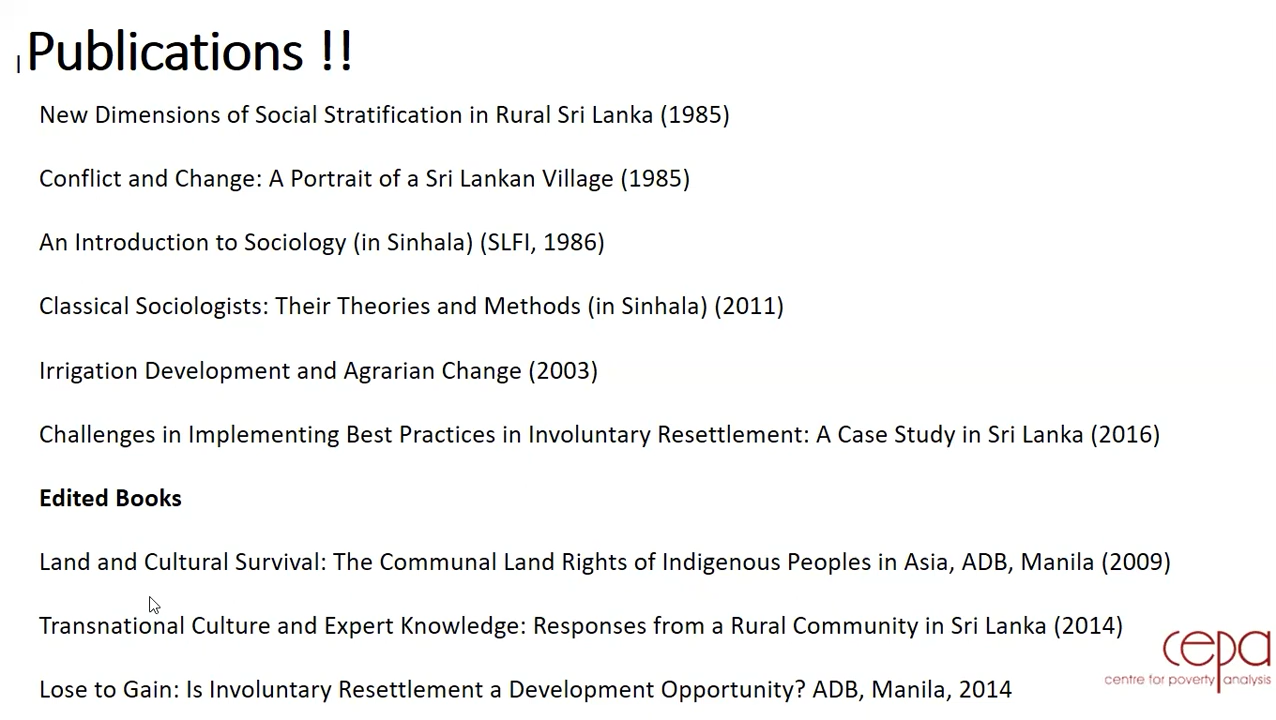 Publications !!
New Dimensions of Social Stratification in Rural Sri Lanka (1985)
Conflict and Change: A Portrait of a Sri Lankan Village (1985)
An Introduction to Sociology (in Sinhala) (SLFI, 1986)
Classical Sociologists: Their Theories and Methods (in Sinhala) (2011)
Irrigation Development and Agrarian Change (2003)
Challenges in Implementing Best Practices in Involuntary Resettlement: A Case Study in Sri Lanka (2016)
Edited Books
Land and Cultural Survival: The Communal Land Rights of Indigenous Peoples in Asia, ADB, Manila (2009)
Transnational Culture and Expert Knowledge: Responses from a Rural Community in Sri Lanka (2014)
Lose to Gain: Is Involuntary Resettlement a Development Opportunity? ADB, Manila, 2014
cepa
centre for poverty analysis